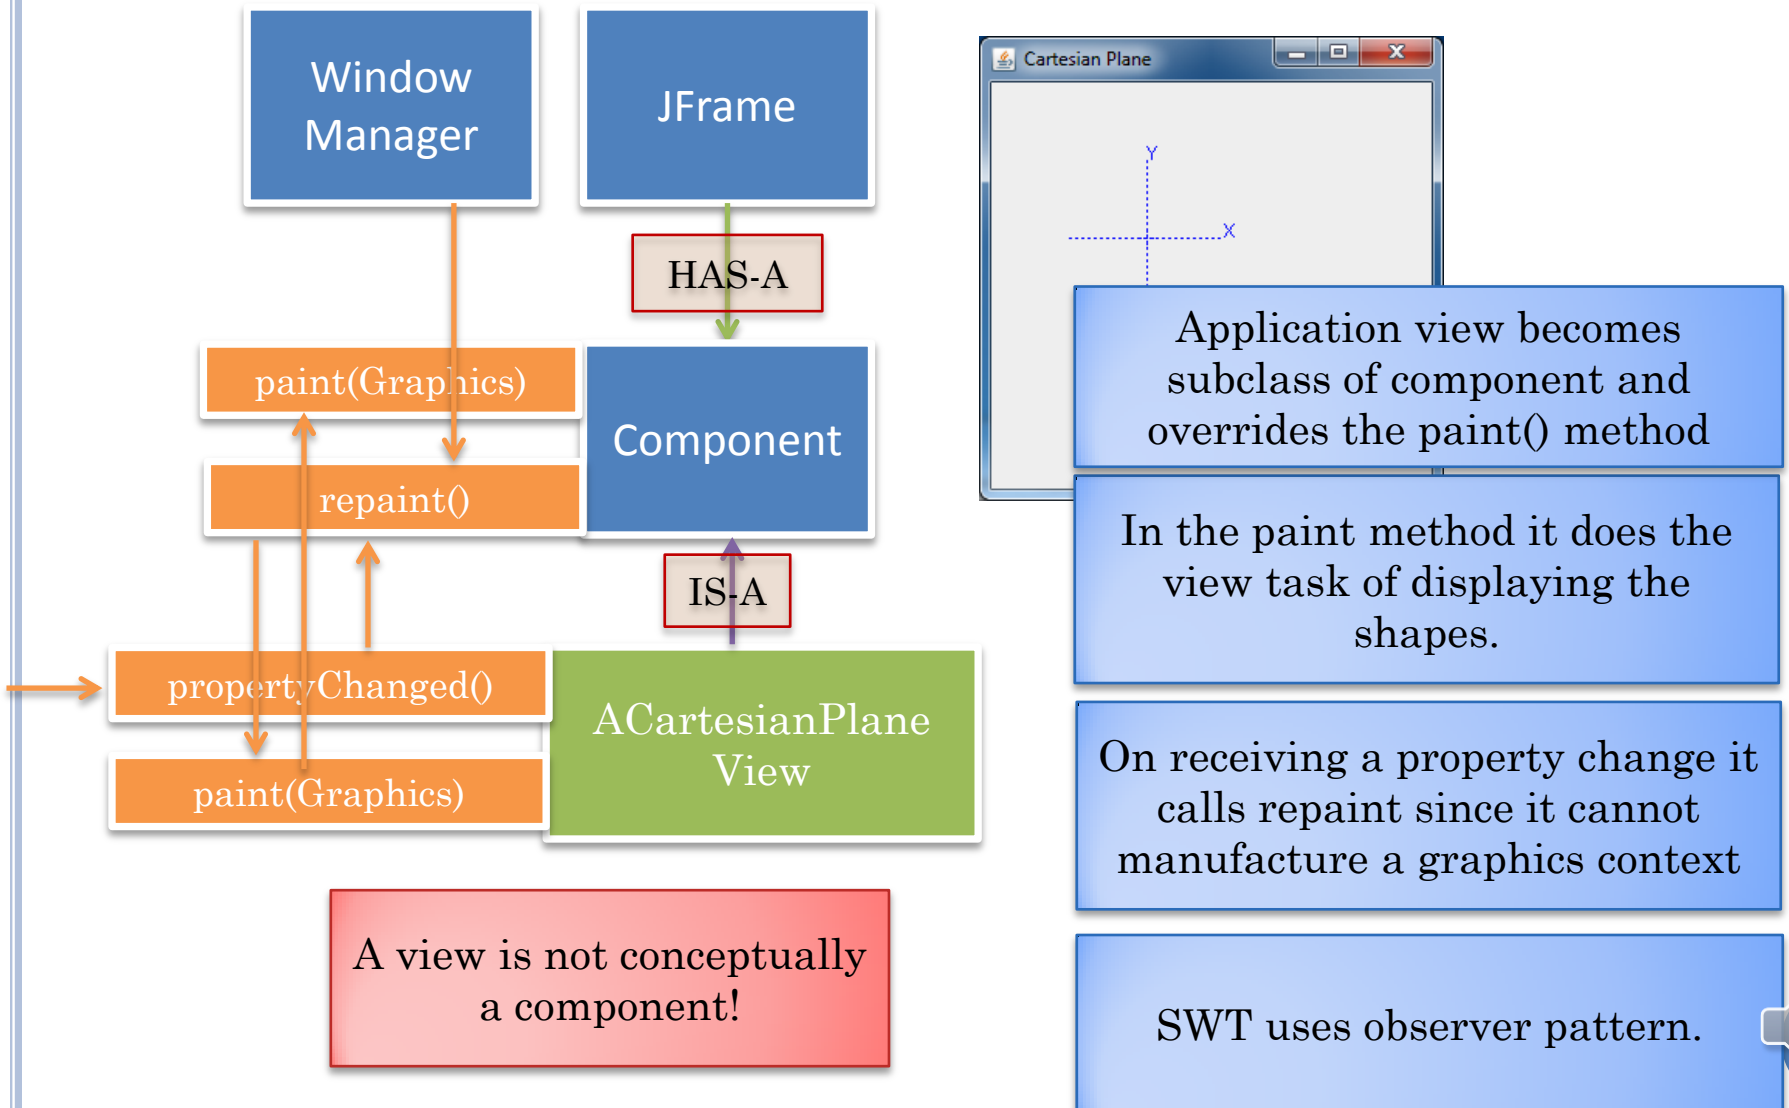 Window
Manager
JFrame
Cartesian Plane
Y
X
HAS-A
paint(Graphics)
Component
repaint()
IS-A
propertyChanged()
ACartesianPlane
View
paint(Graphics)
A view is not conceptually
a component!
Application view becomes
subclass of component and
overrides the paint() method
In the paint method it does the
view task of displaying the
shapes.
On receiving a property change it
calls repaint since it cannot
manufacture a graphics context
SWT uses observer pattern.